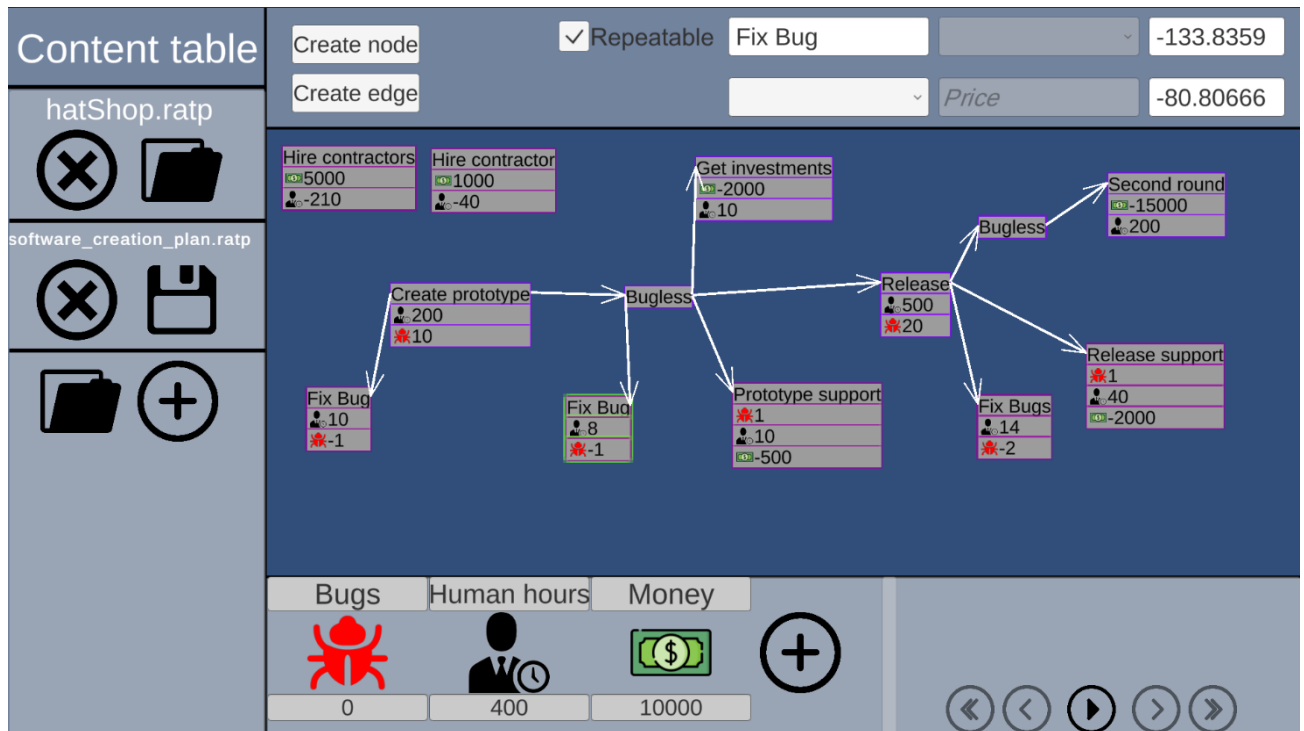 Content table
hatShop.ratp
software_creation_plan.ratp
Create node
Create edge
Repeatable
Fix Bug
-133.8359
Price
-80.80666
Hire contractors
5000
-210
Hire contractor
1000
-40
Get investments
-2000
10
Second round
-15000
200
Bugless
Create prototype
200
10
Bugless
Release
500
20
Release support
1
40
-2000
Fix Bug
10
-1
Fix Bug
8
-1
Prototype support
1
10
-500
Fix Bugs
14
-2
Bugs
Human hours
Money
0
400
10000